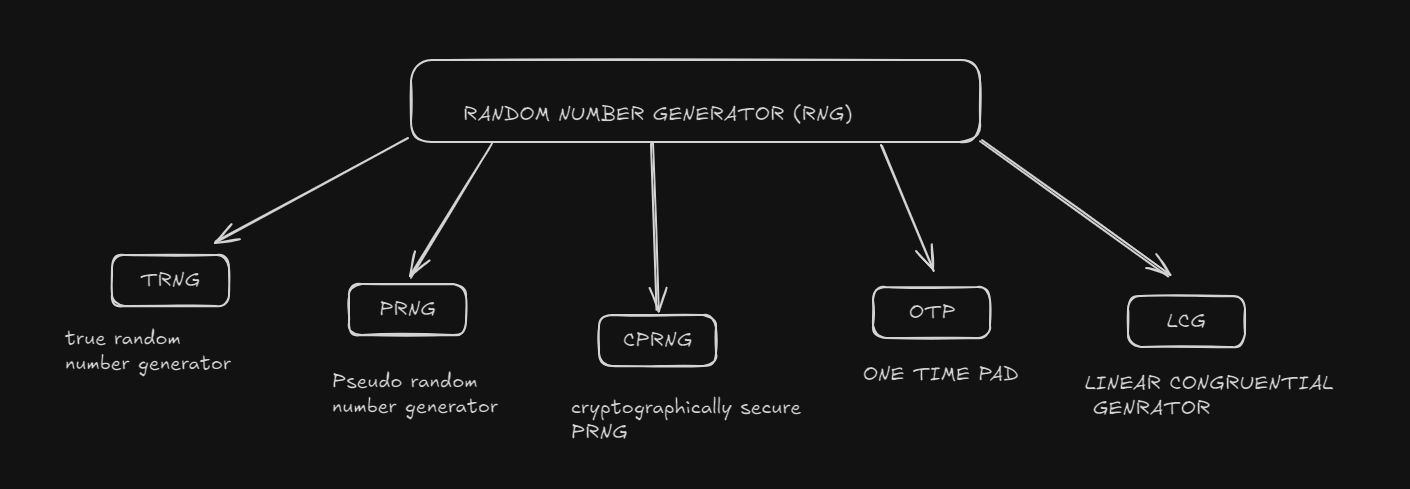 RANDOM NUMBER GENERATOR (RNG)
TRNG
true random
number generator
PRNG
Pseudo random
number generator
CPRNG
cryptographically secure
PRNG
OTP
ONE TIME PAD
LCG
LINEAR CONGRUENTIAL
GENRATOR